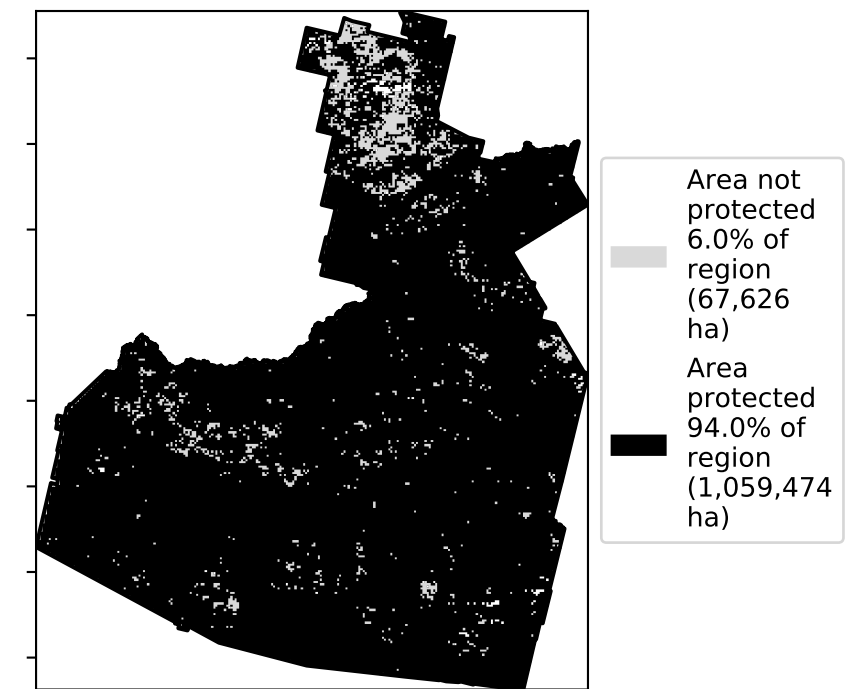 Area not
protected
6.0% of
region
(67,626
ha)
Area
protected
94.0% of
region
(1,059,474
ha)